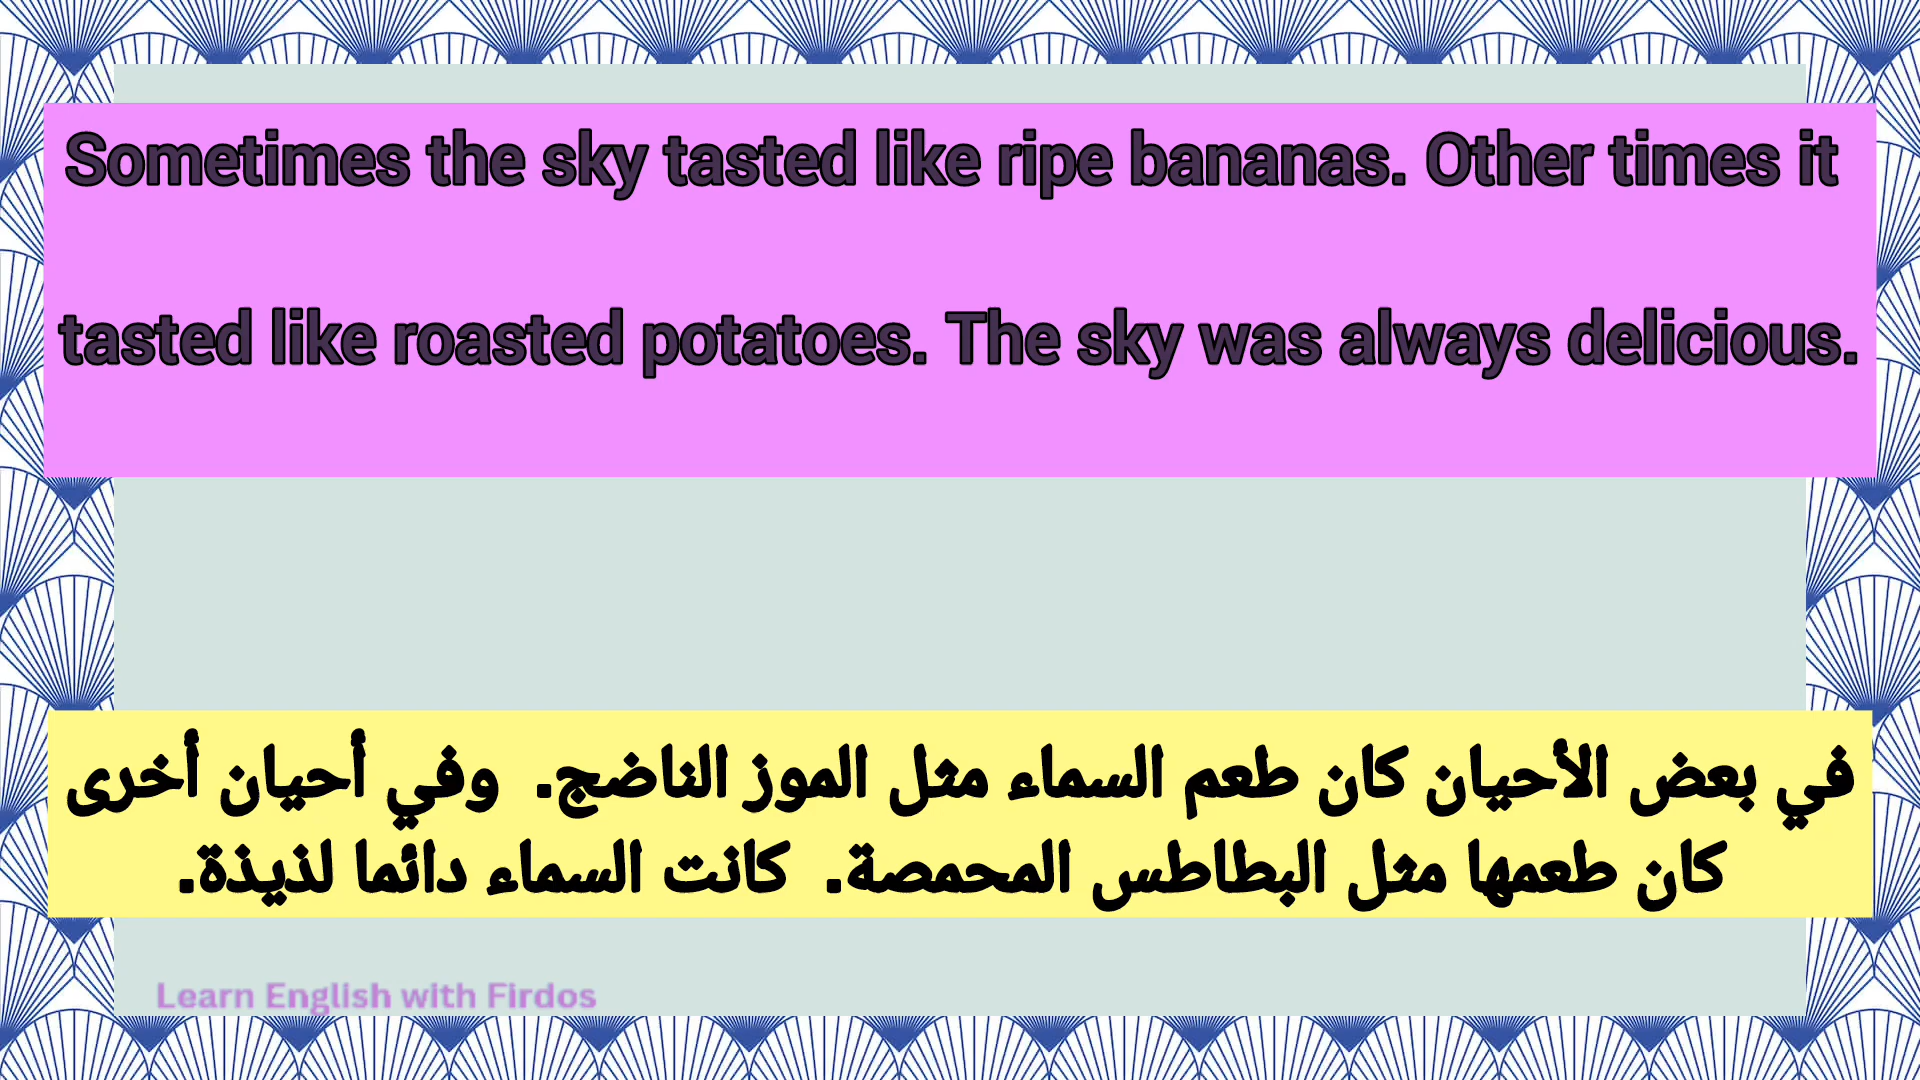 Sometimes the sky tasted like ripe bananas. Other times it
tasted like roasted potatoes. The sky was always delicious.
في بعض الأحيان كان طعم السماء مثل الموز الناضج. وفي أحيان أخرى
كان طعمها مثل البطاطس المحمصة. كانت السماء دائما لذيذة.
Learn English with Firdos